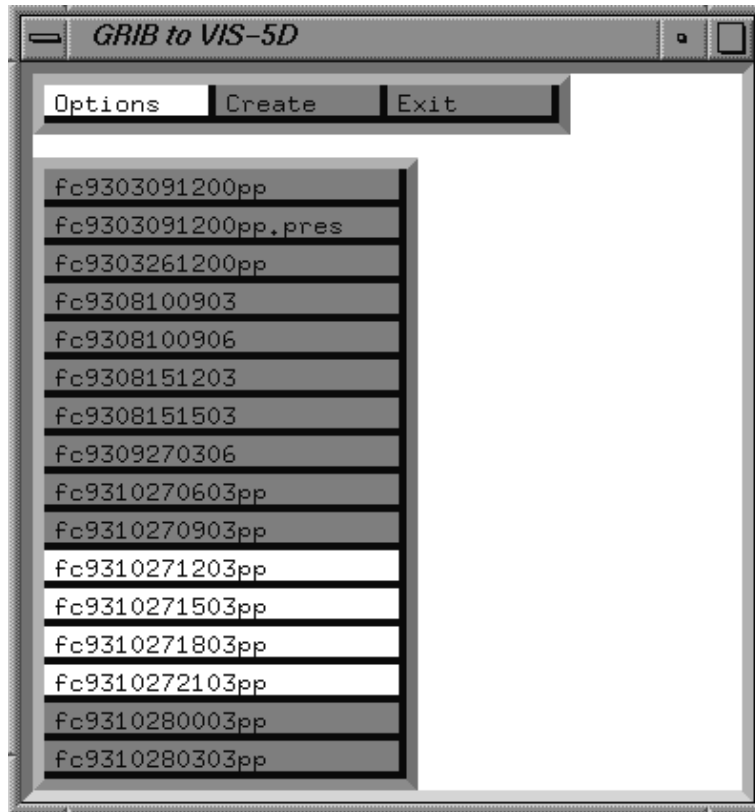 GRIB to VIS-5D
Options Create Exit
fc9303091200pp
fc9303091200pp.pres
fc9303261200pp
fc9308100903
fc9308100906
fc9308151203
fc9308151503
fc9309270306
fc9310270603pp
fc9310270903pp
fc9310271203pp
fc9310271503pp
fc9310271803pp
fc9310272103pp
fc9310280003pp
fc9310280303pp